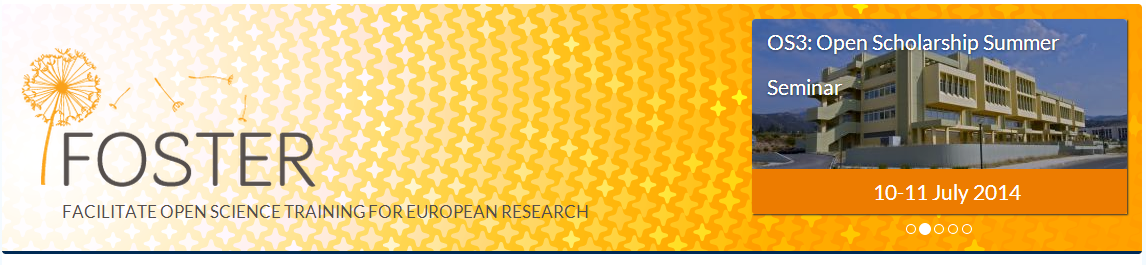 FOSTER
FACILITATE OPEN SCIENCE TRAINING FOR EUROPEAN RESEARCH
OS3: Open Scholarship Summer
Seminar
10-11 July 2014